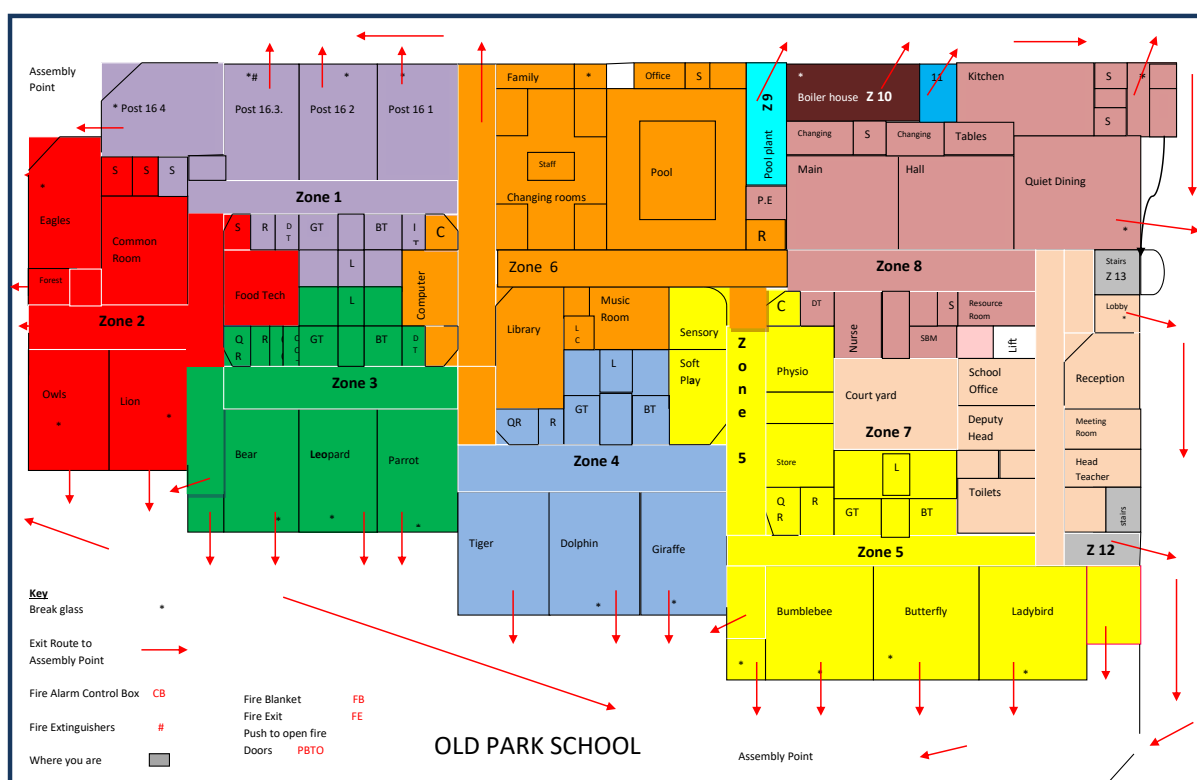 Assembly
Point
* Post 16 4
*#
Post 16.3.
*
Post 16 2
*
Post 16 1
Family
*
Office
S
Z 9
Pool plant
*
Boiler house Z 10
11
Kitchen
S
*
S
Changing
S
Changing
Tables
Staff
Changing rooms
Pool
Main
Hall
Quiet Dining
*
P.E
R
*
Eagles
S
S
S
Zone 1
Common
Room
Forest
S
R
D
T
GT
BT
I
T
C
L
Food Tech
Computer
Zone 2
L
Q
R
R
GT
BT
D
T
Zone 3
Zone 6
Zone 8
Stairs
Z 13
Library
Music
Room
L
C
Sensory
Soft
Play
L
GT
BT
QR
R
Zone 4
C
DT
Nurse
S
SBM
Resource
Room
Lift
Lobby
*
Zone 5
Physio
Court yard
School
Office
Reception
Zone 7
Deputy
Head
Meeting
Room
Store
L
Head
Teacher
Q
R
R
GT
BT
Toilets
stairs
Zone 5
Z 12
Owls
*
Lion
*
Bear
*
Leopard
*
Parrot
*
Tiger
Dolphin
*
Giraffe
*
*
Bumblebee
*
Butterfly
*
Ladybird
*
Key
Break glass *
Exit Route to
Assembly Point
Fire Alarm Control Box CB
Fire Extinguishers #
Where you are
Fire Blanket FB
Fire Exit FE
Push to open fire
Doors PBTO
OLD PARK SCHOOL
Assembly Point